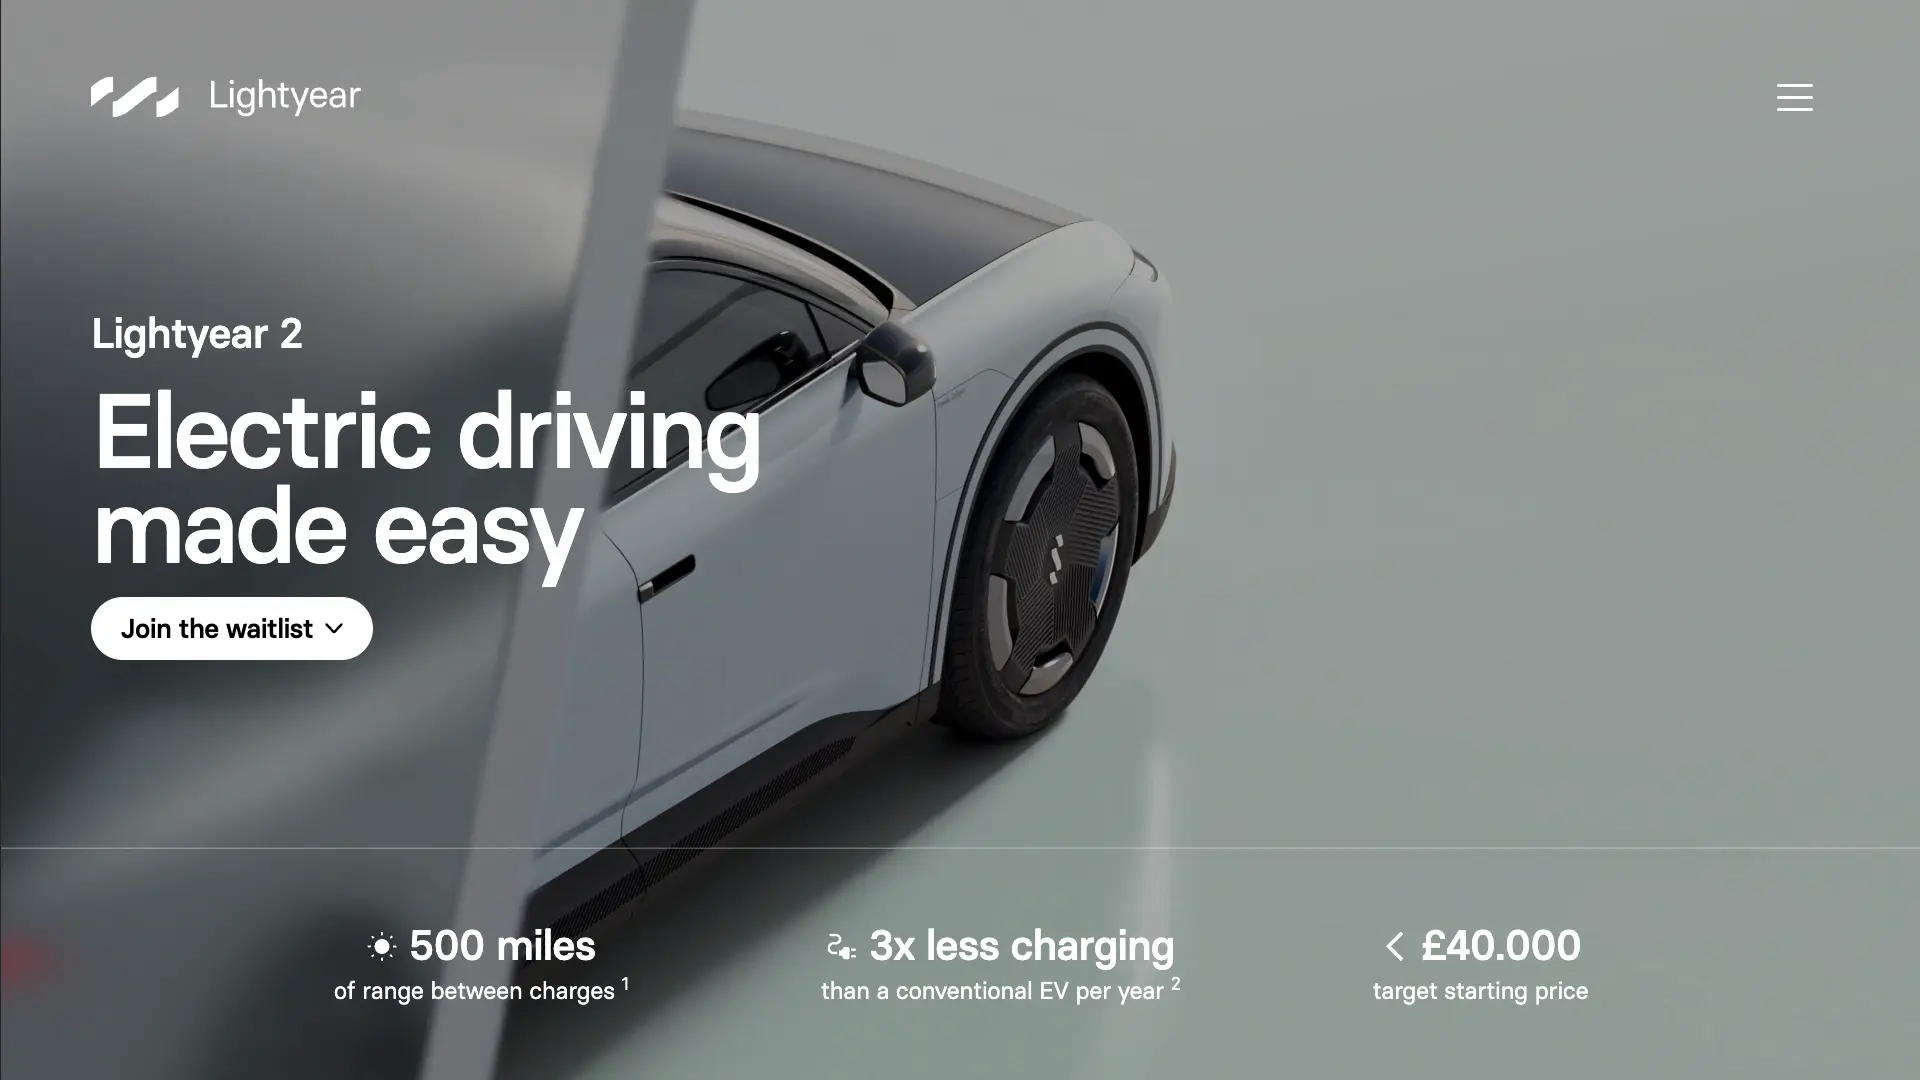 Lightyear
Lightyear 2
Electric driving
made easy
Join the waitlist
500 miles
of range between charges 1
3x less charging
than a conventional EV per year 2
< £40.000
target starting price